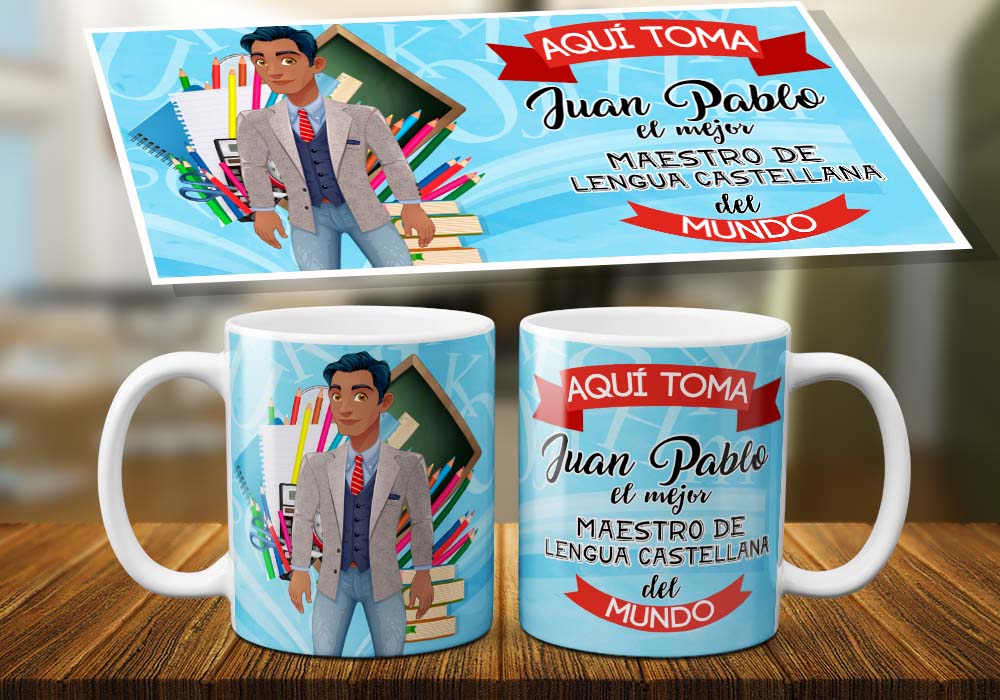 AQUÍ TOMA
Juan Pablo
el mejor
MAESTRO DE
LENGUA CASTELLANA
del
MUNDO
AQUÍ TOMA
Juan Pablo
el mejor
MAESTRO DE
LENGUA CASTELLANA
del
MUNDO